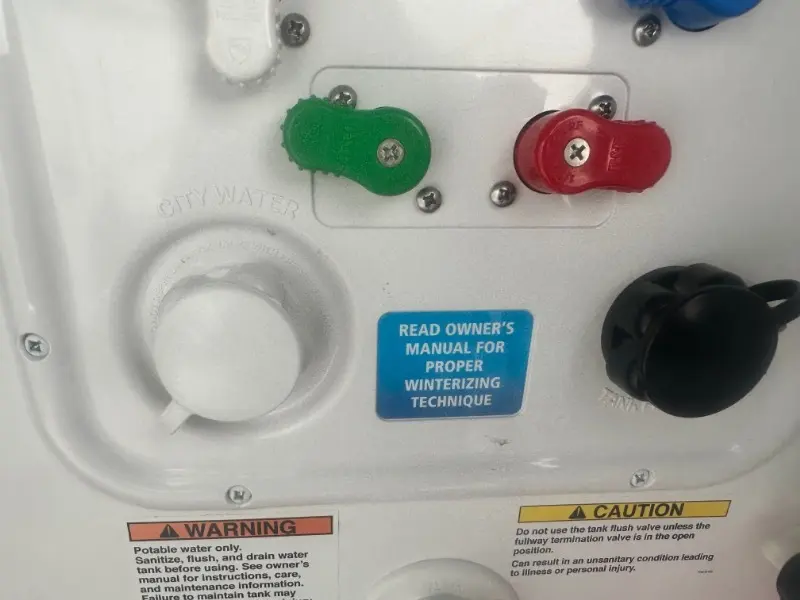 CITY WATER
READ OWNER'S
MANUAL FOR
PROPER
WINTERIZING
TECHNIQUE
WARNING
Potable water only.
Sanitize, flush, and drain water
tank before using. See owner's
manual for instructions, care,
and maintenance information.
Failure to maintain tank may
CAUTION
Do not use the tank flush valve unless the
fullway termination valve is in the open
position.
Can result in an unsanitary condition leading
to illness or personal injury.